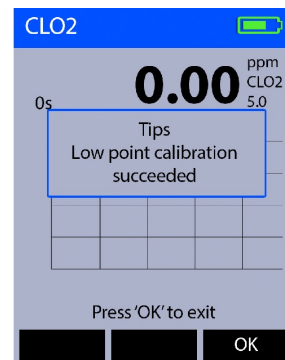 CLO2
ppm
0.00 CLO2
0s 5.0
Tips
Low point calibration
succeeded
Press 'OK' to exit
OK